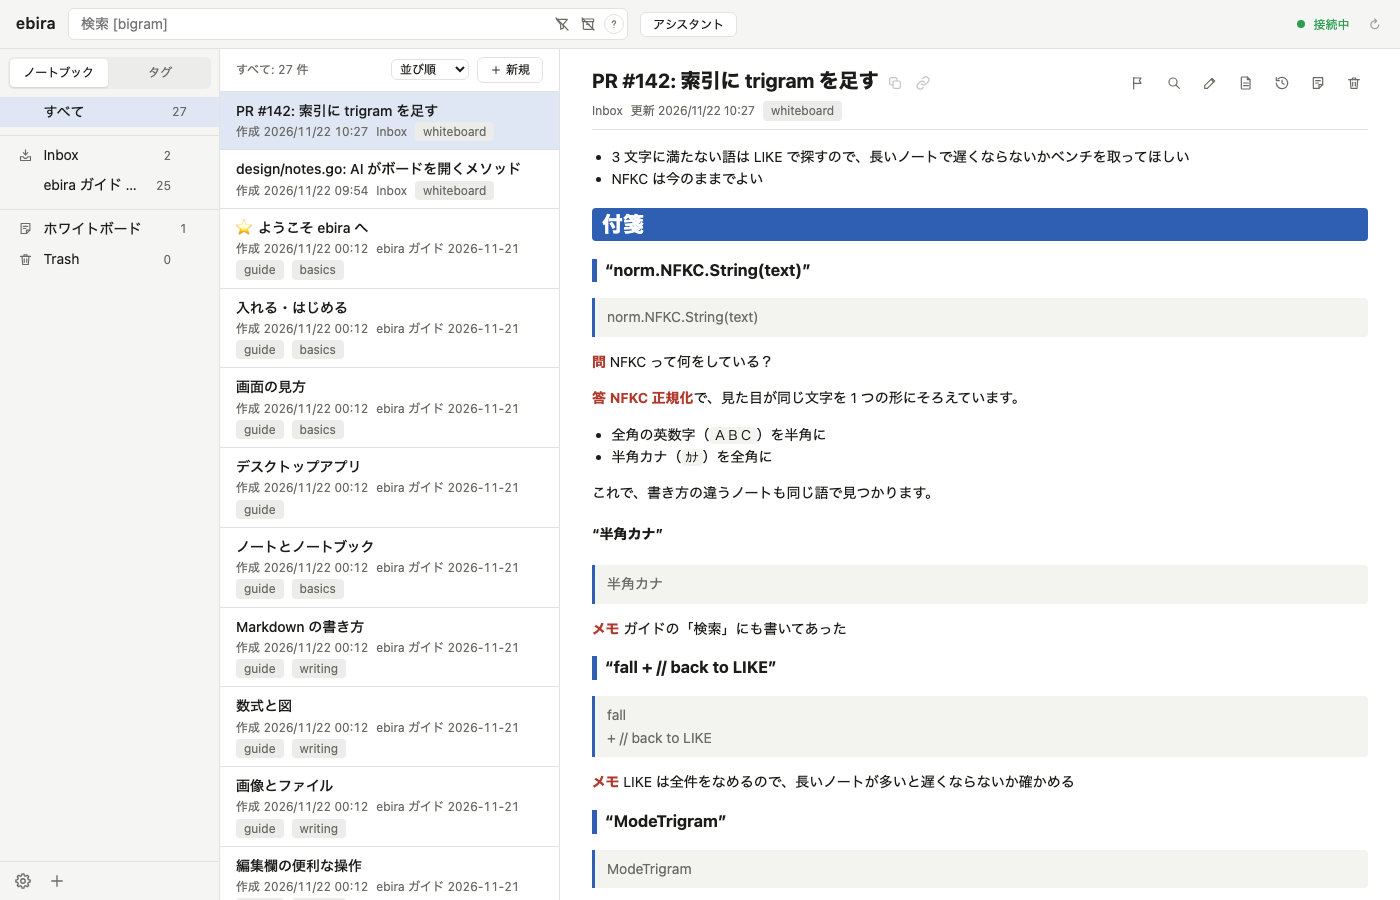 ebira
検索 [bigram]
?
アシスタント
接続中
ノートブック
タグ
すべて 27
Inbox 2
ebira ガイド ... 25
ホワイトボード 1
Trash 0
すべて: 27 件
並び順
+ 新規
PR #142: 索引に trigram を足す
作成 2026/11/22 10:27 Inbox whiteboard
design/notes.go: AI がボードを開くメソッド
作成 2026/11/22 09:54 Inbox whiteboard
⭐ ようこそ ebira へ
作成 2026/11/22 00:12 ebira ガイド 2026-11-21
guide basics
入れる・はじめる
作成 2026/11/22 00:12 ebira ガイド 2026-11-21
guide basics
画面の見方
作成 2026/11/22 00:12 ebira ガイド 2026-11-21
guide basics
デスクトップアプリ
作成 2026/11/22 00:12 ebira ガイド 2026-11-21
guide
ノートとノートブック
作成 2026/11/22 00:12 ebira ガイド 2026-11-21
guide basics
Markdown の書き方
作成 2026/11/22 00:12 ebira ガイド 2026-11-21
guide writing
数式と図
作成 2026/11/22 00:12 ebira ガイド 2026-11-21
guide writing
画像とファイル
作成 2026/11/22 00:12 ebira ガイド 2026-11-21
guide writing
編集欄の便利な操作
作成 2026/11/22 00:12 ebira ガイド 2026-11-21
PR #142: 索引に trigram を足す
Inbox 更新 2026/11/22 10:27 whiteboard
• 3 文字に満たない語は LIKE で探すので、長いノートで遅くならないかベンチを取ってほしい
• NFKC は今のままでよい
付箋
“norm.NFKC.String(text)”
norm.NFKC.String(text)
問 NFKC って何をしている？
答 NFKC 正規化で、見た目が同じ文字を 1 つの形にそろえています。
• 全角の英数字（ＡＢＣ）を半角に
• 半角カナ（ｶﾅ）を全角に
これで、書き方の違うノートも同じ語で見つかります。
“半角カナ”
半角カナ
メモ ガイドの「検索」にも書いてあった
“fall + // back to LIKE”
fall
+ // back to LIKE
メモ LIKE は全件をなめるので、長いノートが多いと遅くならないか確かめる
“ModeTrigram”
ModeTrigram